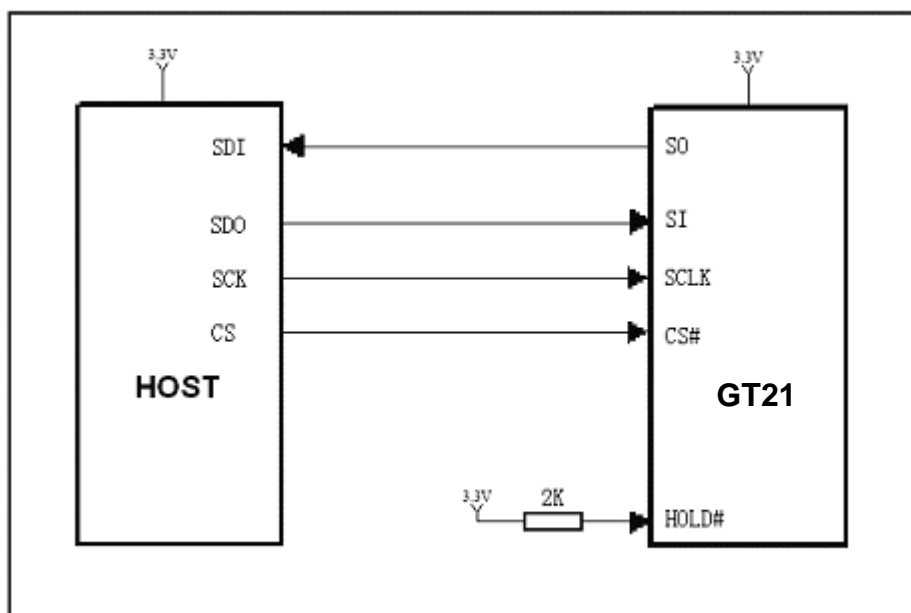 3.3V
3.3V
SDI
SO
SDO
SI
SCK
SCLK
CS
CS#
HOST
GT21
3.3V
2K
HOLD#